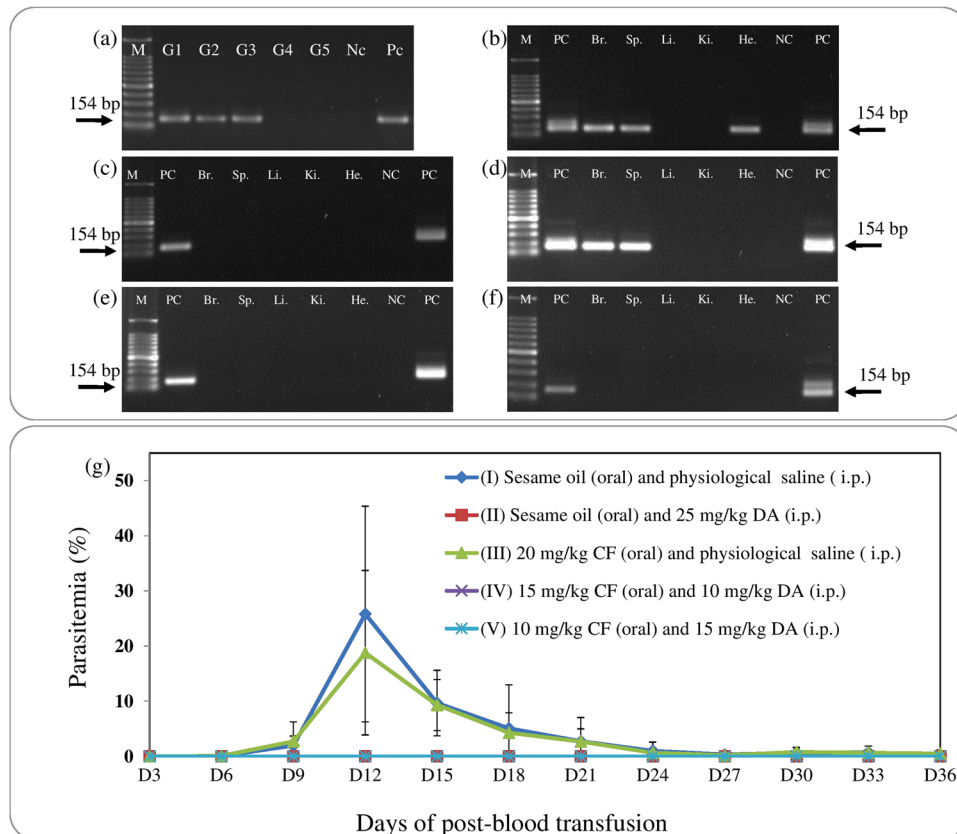 (a)
M G1 G2 G3 G4 G5 Nc Pc
154 bp
(b)
M PC Br. Sp. Li. Ki. He. NC PC
154 bp
(c)
M PC Br. Sp. Li. Ki. He. NC PC
154 bp
(d)
M PC Br. Sp. Li. Ki. He. NC PC
154 bp
(e)
M PC Br. Sp. Li. Ki. He. NC PC
154 bp
(f)
M PC Br. Sp. Li. Ki. He. NC PC
154 bp
(g)
Parasitemia (%)
50
40
30
20
10
0
(I) Sesame oil (oral) and physiological saline ( i.p.)
(II) Sesame oil (oral) and 25 mg/kg DA (i.p.)
(III) 20 mg/kg CF (oral) and physiological saline ( i.p.)
(IV) 15 mg/kg CF (oral) and 10 mg/kg DA (i.p.)
(V) 10 mg/kg CF (oral) and 15 mg/kg DA (i.p.)
D3 D6 D9 D12 D15 D18 D21 D24 D27 D30 D33 D36
Days of post-blood transfusion